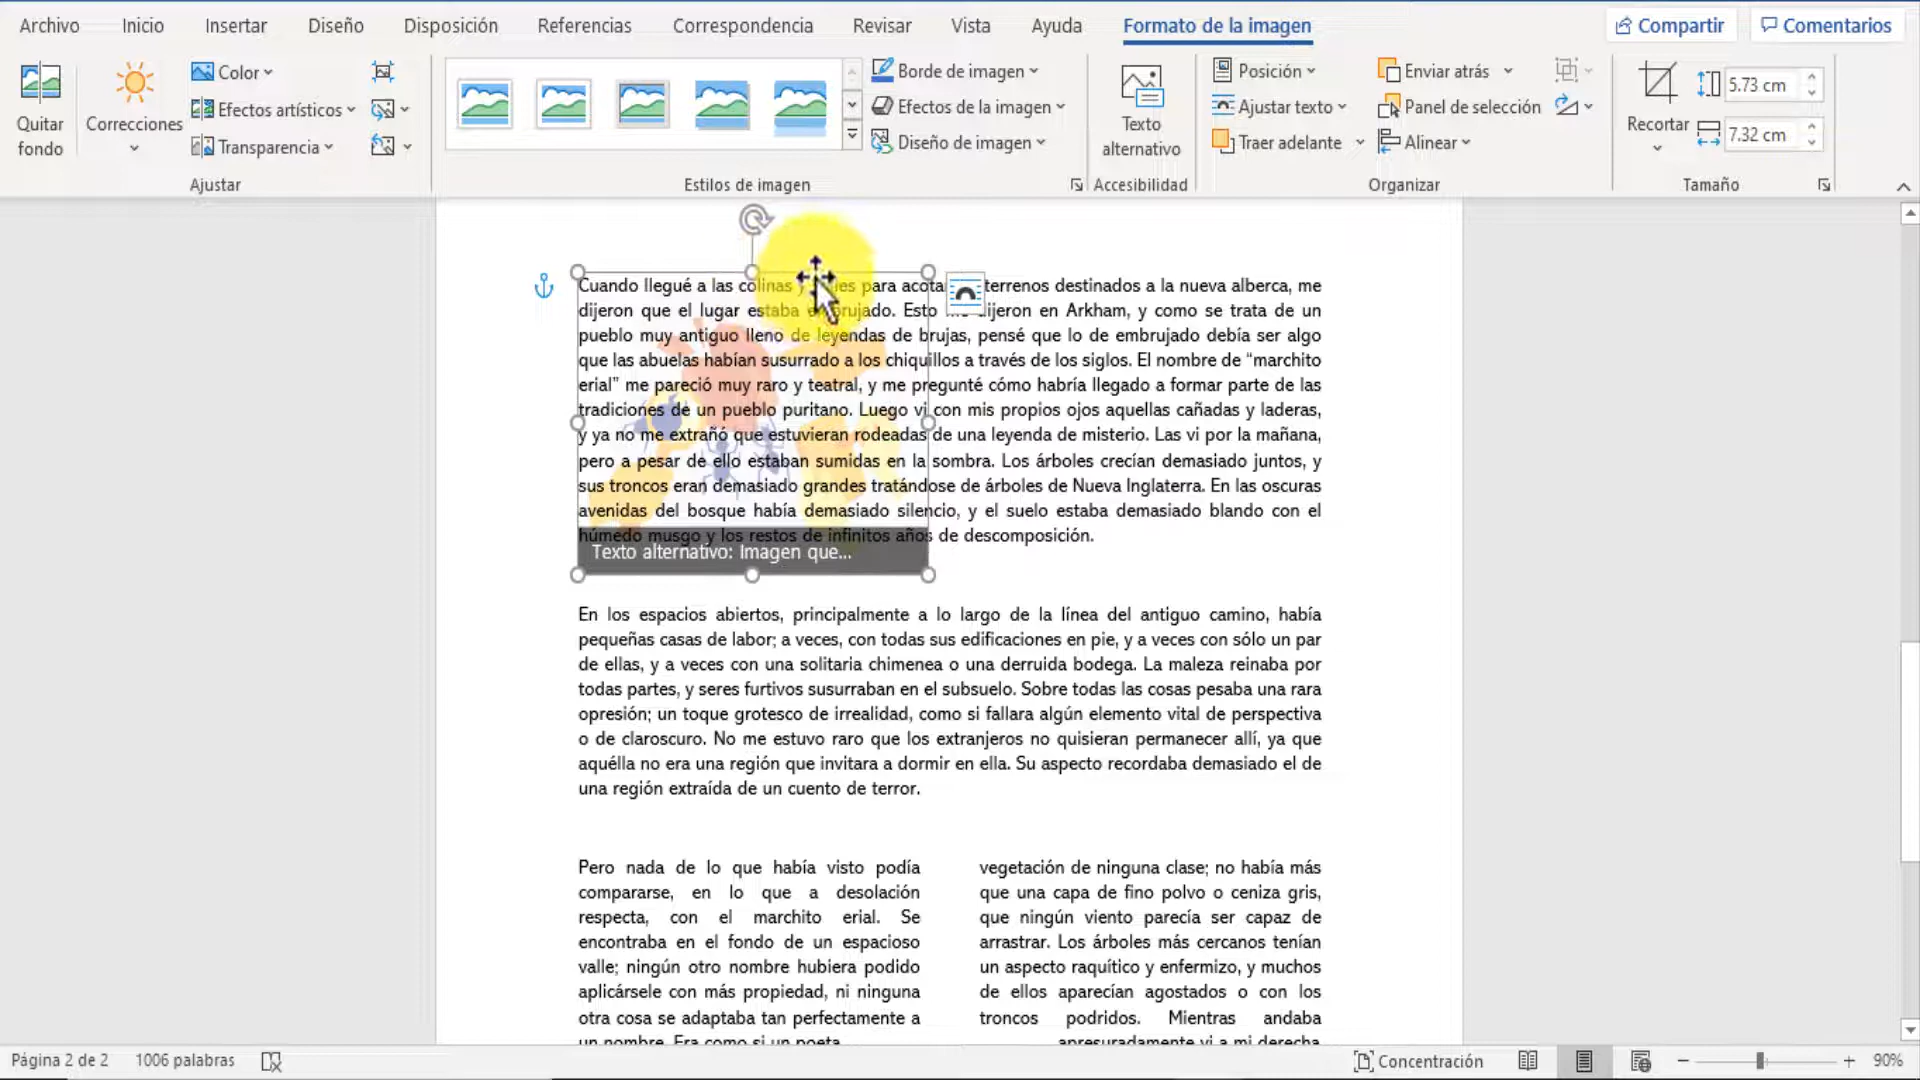 Archivo Inicio Insertar Diseño Disposición Referencias Correspondencia Revisar Vista Ayuda Formato de la imagen Compartir Comentarios
Quitar fondo
Correcciones
Color
Efectos artísticos
Transparencia
Ajustar
Borde de imagen
Efectos de la imagen
Diseño de imagen
Estilos de imagen
Texto alternativo
Accesibilidad
Posición
Ajustar texto
Traer adelante
Enviar atrás
Panel de selección
Alinear
Organizar
Recortar
5.73 cm
7.32 cm
Tamaño
Cuando llegué a las colinas y para acotar terrenos destinados a la nueva alberca, me
dijeron que el lugar estaba embrujado. Esto me dijeron en Arkham, y como se trata de un
pueblo muy antiguo lleno de leyendas de brujas, pensé que lo de embrujado debía ser algo
que las abuelas habían susurrado a los chiquillos a través de los siglos. El nombre de “marchito
erial” me pareció muy raro y teatral, y me pregunté cómo habría llegado a formar parte de las
tradiciones de un pueblo puritano. Luego vi con mis propios ojos aquellas cañadas y laderas,
y ya no me extrañó que estuvieran rodeadas de una leyenda de misterio. Las vi por la mañana,
pero a pesar de ello estaban sumidas en la sombra. Los árboles crecían demasiado juntos, y
sus troncos eran demasiado grandes tratándose de árboles de Nueva Inglaterra. En las oscuras
avenidas del bosque había demasiado silencio, y el suelo estaba demasiado blando con el
húmedo musgo y los restos de infinitos años de descomposición.
Texto alternativo: Imagen que...
En los espacios abiertos, principalmente a lo largo de la línea del antiguo camino, había
pequeñas casas de labor; a veces, con todas sus edificaciones en pie, y a veces con sólo un par
de ellas, y a veces con una solitaria chimenea o una derruida bodega. La maleza reinaba por
todas partes, y seres furtivos susurraban en el subsuelo. Sobre todas las cosas pesaba una rara
opresión; un toque grotesco de irrealidad, como si fallara algún elemento vital de perspectiva
o de claroscuro. No me estuvo raro que los extranjeros no quisieran permanecer allí, ya que
aquélla no era una región que invitara a dormir en ella. Su aspecto recordaba demasiado el de
una región extraída de un cuento de terror.
Pero nada de lo que había visto podía
compararse, en lo que a desolación
respecta, con el marchito erial. Se
encontraba en el fondo de un espacioso
valle; ningún otro nombre hubiera podido
aplicársele con más propiedad, ni ninguna
otra cosa se adaptaba tan perfectamente a
un nombre. Era como si un poeta
vegetación de ninguna clase; no había más
que una capa de fino polvo o ceniza gris,
que ningún viento parecía ser capaz de
arrastrar. Los árboles más cercanos tenían
un aspecto raquítico y enfermizo, y muchos
de ellos aparecían agostados o con los
troncos podridos. Mientras andaba
apresuradamente vi a mi derecha
Página 2 de 2 1006 palabras Concentración 90%